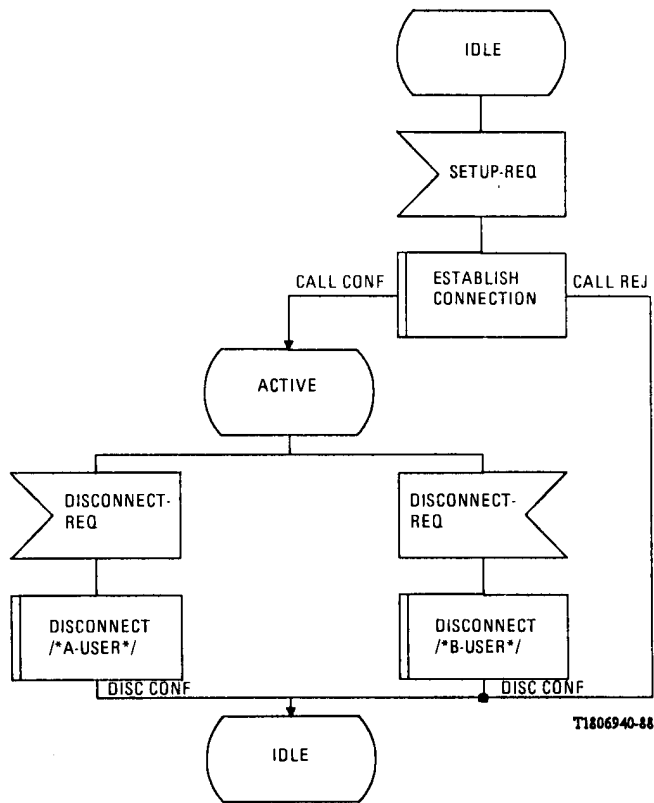 IDLE
SETUP-REQ
CALL CONF
ESTABLISH
CONNECTION
CALL REJ
ACTIVE
DISCONNECT-
REQ
DISCONNECT-
REQ
DISCONNECT
/*A-USER*/
DISCONNECT
/*B-USER*/
DISC CONF
DISC CONF
IDLE
T1806940-88